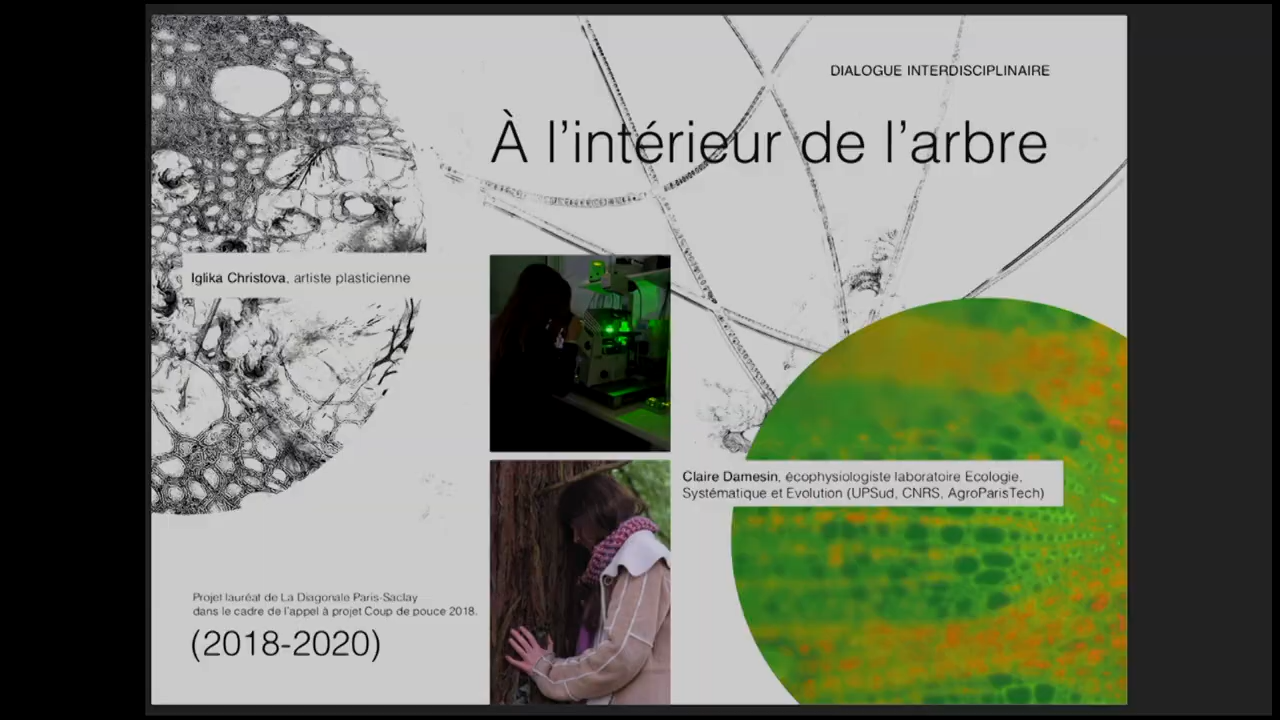 DIALOGUE INTERDISCIPLINAIRE
À l'intérieur de l'arbre
Iglika Christova, artiste plasticienne
Claire Damesin, écophysiologiste laboratoire Ecologie,
Systématique et Evolution (UPSud, CNRS, AgroParisTech)
Projet lauréat de La Diagonale Paris-Saclay
dans le cadre de l'appel à projet Coup de pouce 2018.
(2018-2020)